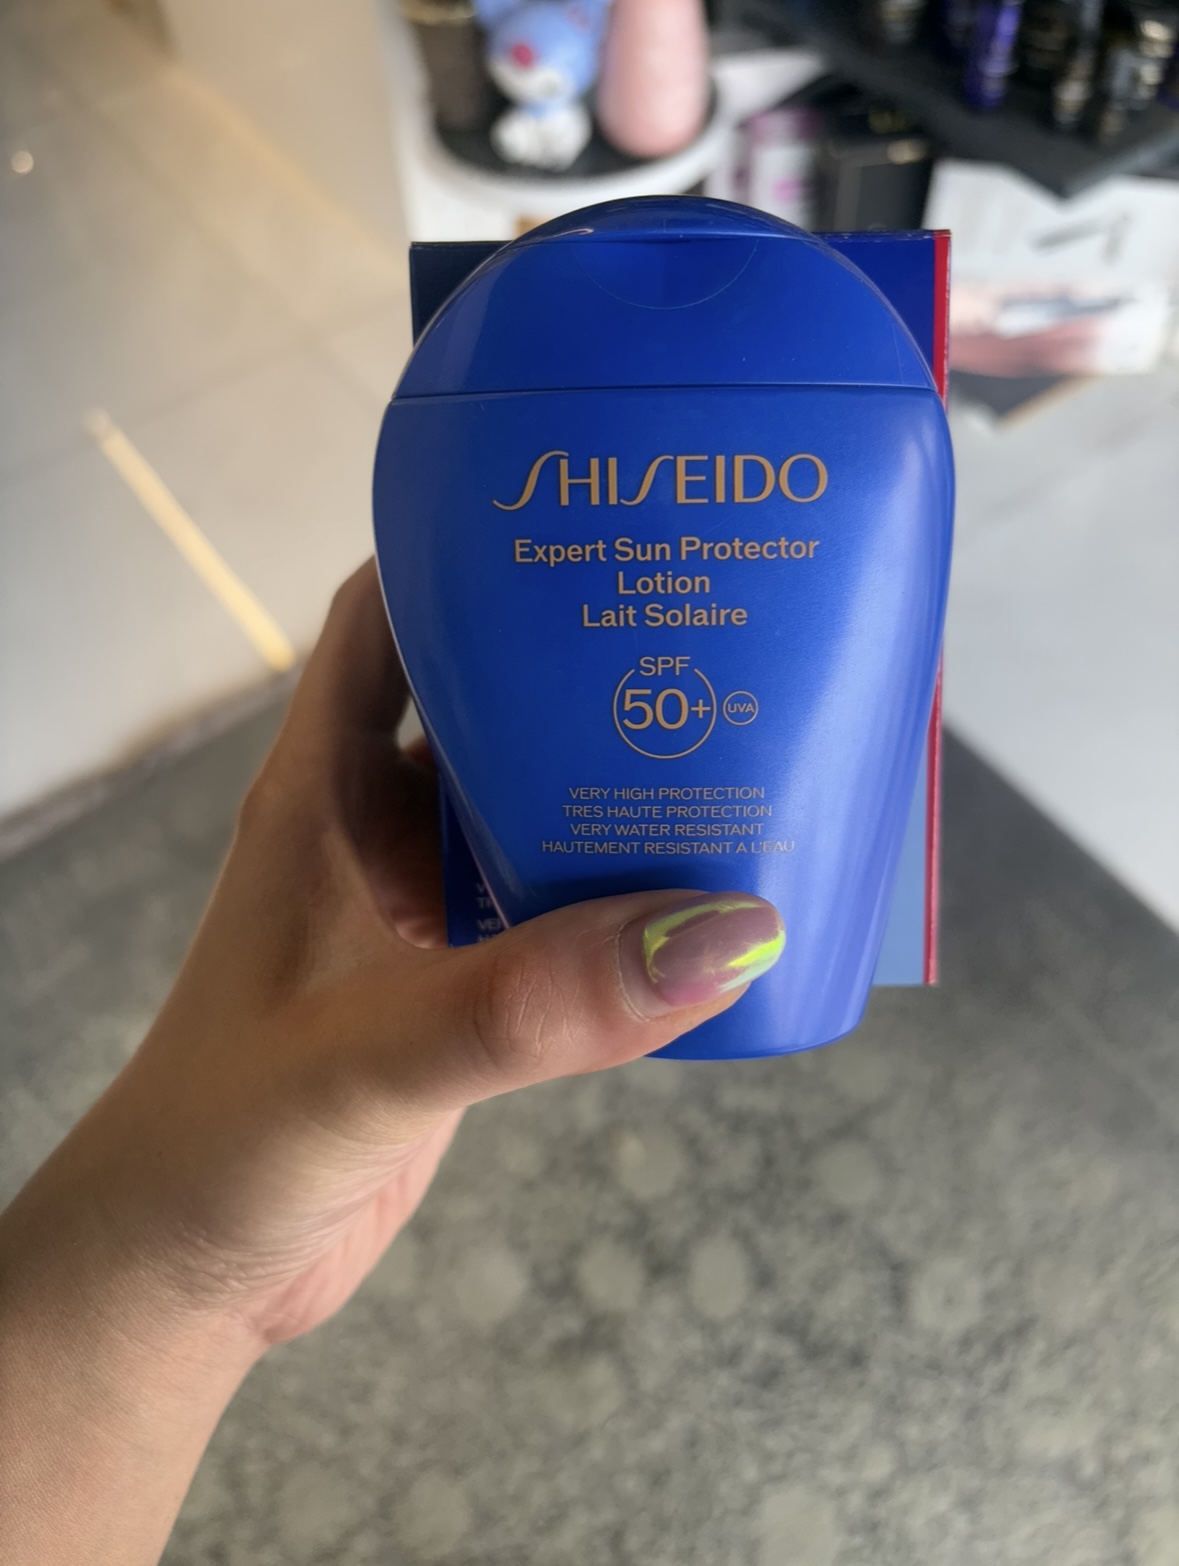 SHISEIDO
Expert Sun Protector
Lotion
Lait Solaire
SPF
50+ UVA
VERY HIGH PROTECTION
TRES HAUTE PROTECTION
VERY WATER RESISTANT
HAUTEMENT RESISTANT A L'EAU